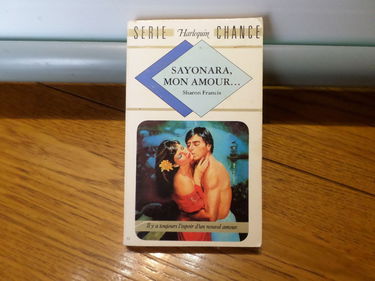 SERIE Harlequin CHANCE
SAYONARA,
MON AMOUR...
Sharon Francis
Il y a toujours l'espoir d'un nouvel amour